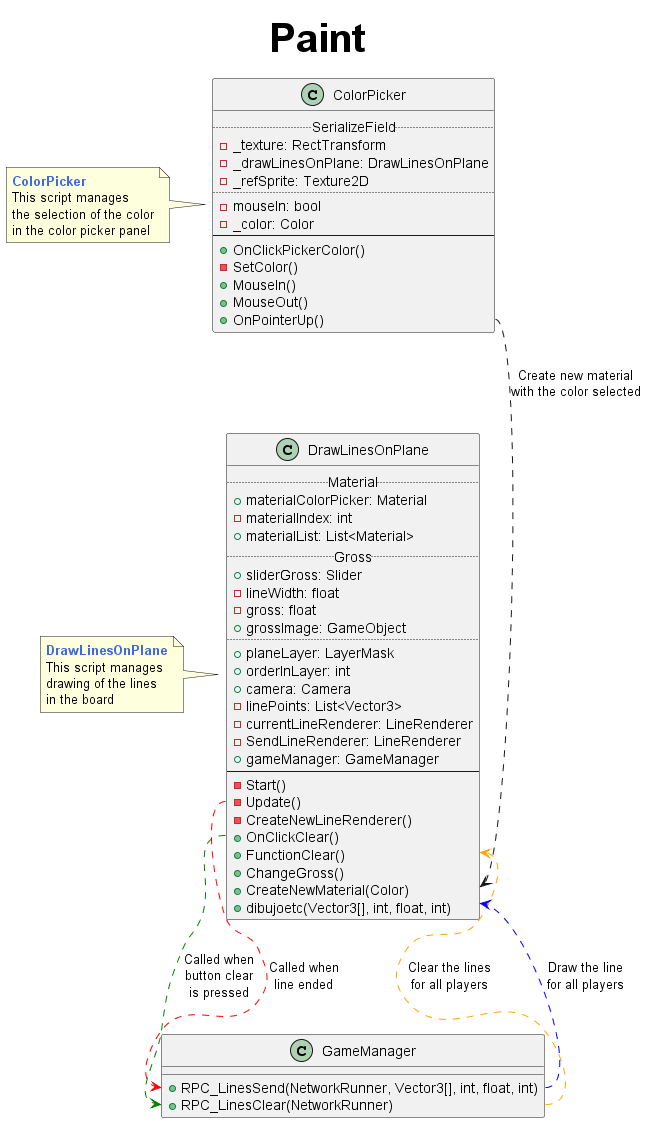 Paint
C ColorPicker
SerializeField
_texture: RectTransform
_drawLinesOnPlane: DrawLinesOnPlane
_refSprite: Texture2D
mouseIn: bool
_color: Color
OnClickPickerColor()
SetColor()
MouseIn()
MouseOut()
OnPointerUp()
ColorPicker
This script manages
the selection of the color
in the color picker panel
Create new material
with the color selected
C DrawLinesOnPlane
Material
materialColorPicker: Material
materialIndex: int
materialList: List<Material>
Gross
sliderGross: Slider
lineWidth: float
gross: float
grossImage: GameObject
planeLayer: LayerMask
orderInLayer: int
camera: Camera
linePoints: List<Vector3>
currentLineRenderer: LineRenderer
SendLineRenderer: LineRenderer
gameManager: GameManager
Start()
Update()
CreateNewLineRenderer()
OnClickClear()
FunctionClear()
ChangeGross()
CreateNewMaterial(Color)
dibujoetc(Vector3[], int, float, int)
DrawLinesOnPlane
This script manages
drawing of the lines
in the board
Called when
button clear
is pressed
Called when
line ended
Clear the lines
for all players
Draw the line
for all players
C GameManager
RPC_LinesSend(NetworkRunner, Vector3[], int, float, int)
RPC_LinesClear(NetworkRunner)